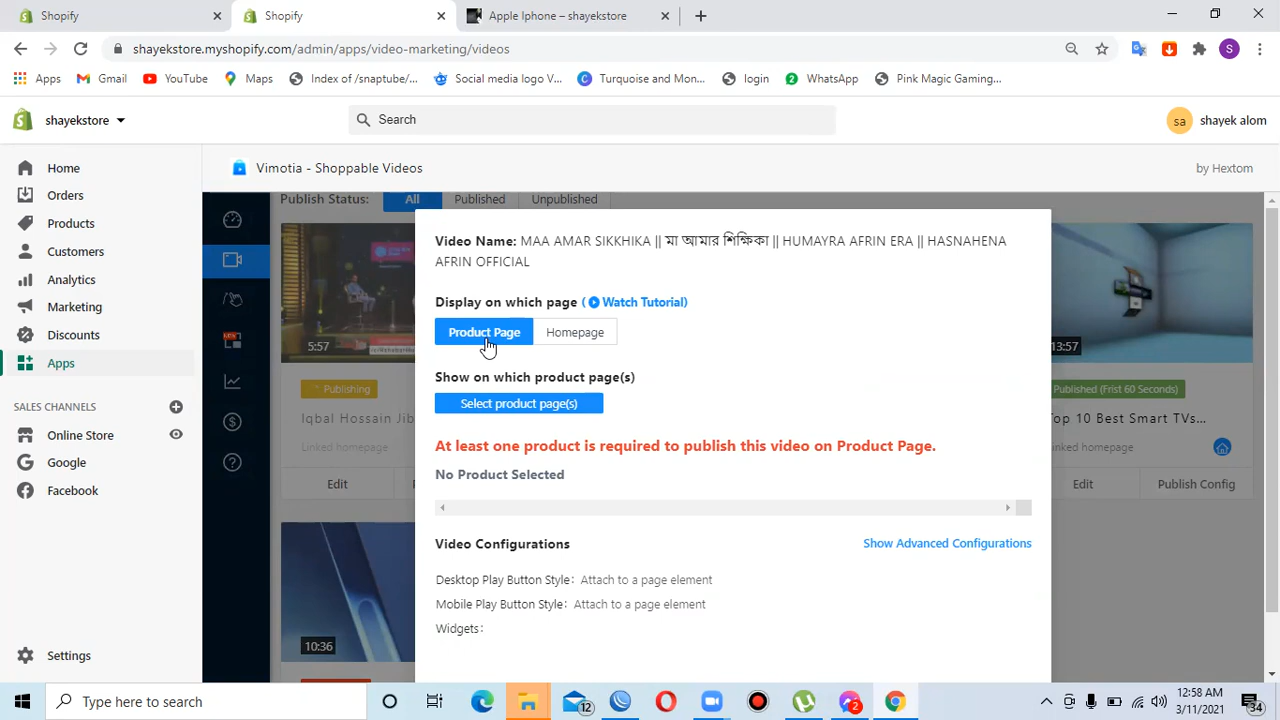 Shopify
Shopify
Apple Iphone – shayekstore
shayekstore.myshopify.com/admin/apps/video-marketing/videos
S
Apps
Gmail
YouTube
Maps
Index of /snaptube/...
Social media logo V...
Turquoise and Mon...
login
2
WhatsApp
Pink Magic Gaming...
shayekstore
Search
sa
shayek alom
Home
Orders
Products
Customers
Analytics
Marketing
Discounts
Apps
SALES CHANNELS
Online Store
Google
Facebook
Settings
Vimotia - Shoppable Videos
by Hextom
Publish Status:
All
Published
Unpublished
Video Name: MAA AMAR SIKKHIKA || মা আমার শিক্ষিকা || HUMAYRA AFRIN ERA || HASNAHENA
AFRIN OFFICIAL
Display on which page ( Watch Tutorial)
Product Page
Homepage
Show on which product page(s)
Select product page(s)
At least one product is required to publish this video on Product Page.
No Product Selected
Video Configurations
Show Advanced Configurations
Desktop Play Button Style: Attach to a page element
Mobile Play Button Style: Attach to a page element
Widgets:
5:57
Publishing
Iqbal Hossain Jib
Linked homepage
Edit
10:36
13:57
Published (Frist 60 Seconds)
Top 10 Best Smart TVs...
inked homepage
Edit
Publish Config
Type here to search
12
2
12:58 AM
3/11/2021
34